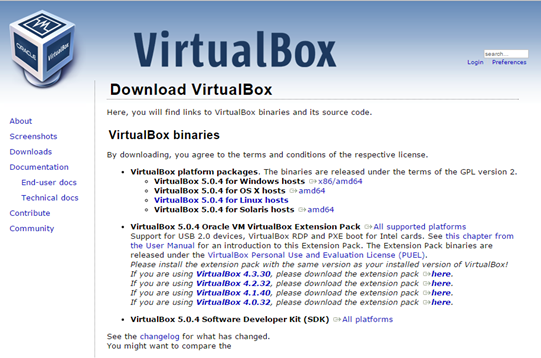 VirtualBox
ORACLE
VM
VirtualBox
search...
Login Preferences
Download VirtualBox
Here, you will find links to VirtualBox binaries and its source code.
About
Screenshots
Downloads
Documentation
End-user docs
Technical docs
Contribute
Community
VirtualBox binaries
By downloading, you agree to the terms and conditions of the respective license.
• VirtualBox platform packages. The binaries are released under the terms of the GPL version 2.
VirtualBox 5.0.4 for Windows hosts x86/amd64
VirtualBox 5.0.4 for OS X hosts amd64
VirtualBox 5.0.4 for Linux hosts
VirtualBox 5.0.4 for Solaris hosts amd64
• VirtualBox 5.0.4 Oracle VM VirtualBox Extension Pack All supported platforms
Support for USB 2.0 devices, VirtualBox RDP and PXE boot for Intel cards. See this chapter from
the User Manual for an introduction to this Extension Pack. The Extension Pack binaries are
released under the VirtualBox Personal Use and Evaluation License (PUEL).
Please install the extension pack with the same version as your installed version of VirtualBox!
If you are using VirtualBox 4.3.30, please download the extension pack here.
If you are using VirtualBox 4.2.32, please download the extension pack here.
If you are using VirtualBox 4.1.40, please download the extension pack here.
If you are using VirtualBox 4.0.32, please download the extension pack here.
• VirtualBox 5.0.4 Software Developer Kit (SDK) All platforms
See the changelog for what has changed.
You might want to compare the